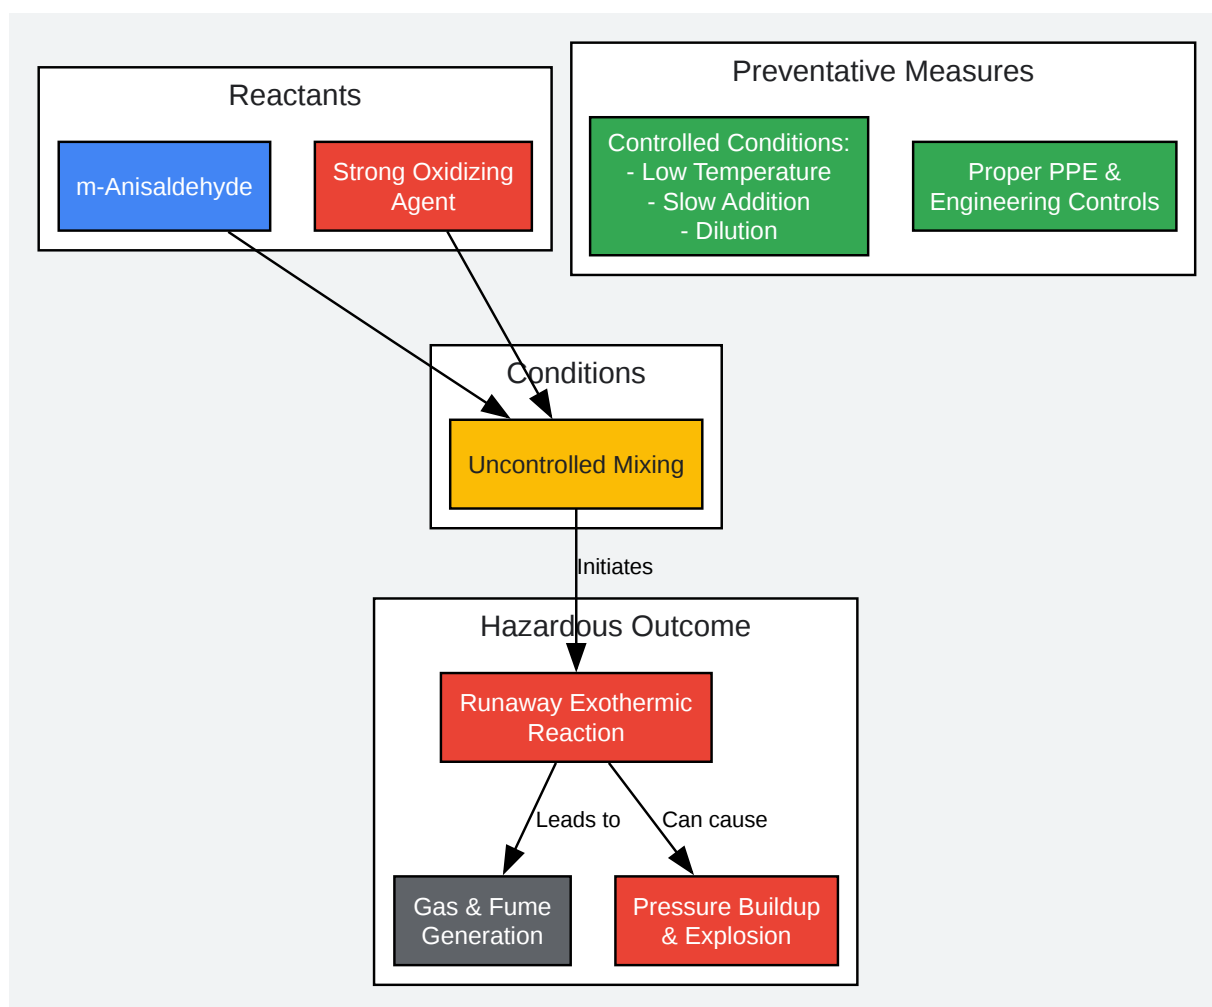 Reactants
m-Anisaldehyde
Strong Oxidizing
Agent
Preventative Measures
Controlled Conditions:
- Low Temperature
- Slow Addition
- Dilution
Proper PPE &
Engineering Controls
Conditions
Uncontrolled Mixing
Initiates
Hazardous Outcome
Runaway Exothermic
Reaction
Leads to
Can cause
Gas & Fume
Generation
Pressure Buildup
& Explosion